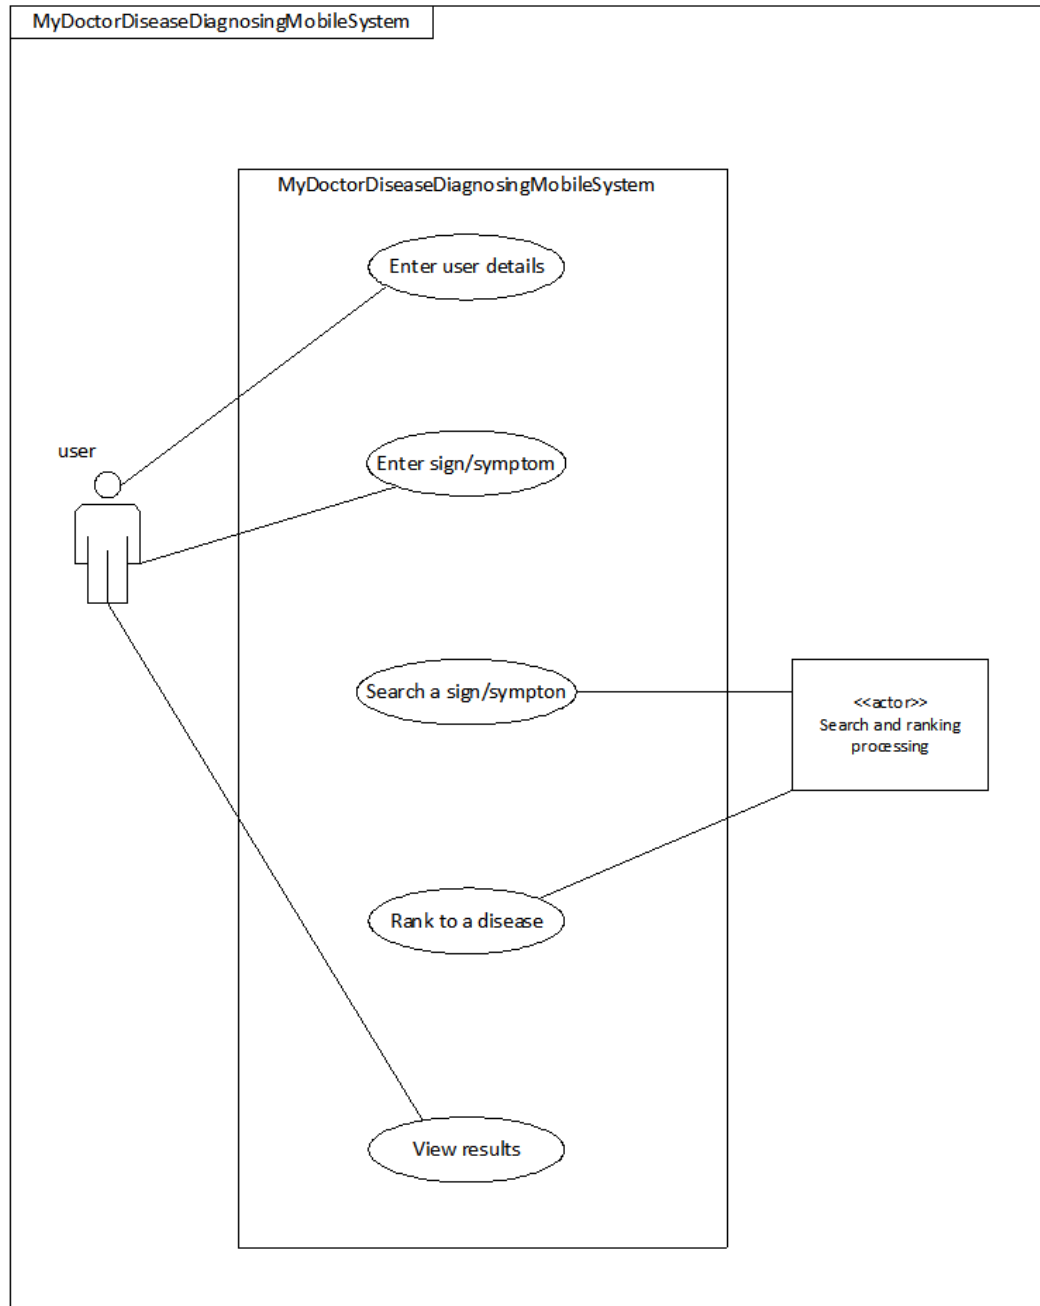 MyDoctorDiseaseDiagnosingMobileSystem
MyDoctorDiseaseDiagnosingMobileSystem
Enter user details
user
Enter sign/symptom
Search a sign/sympton
<<actor>>
Search and ranking
processing
Rank to a disease
View results